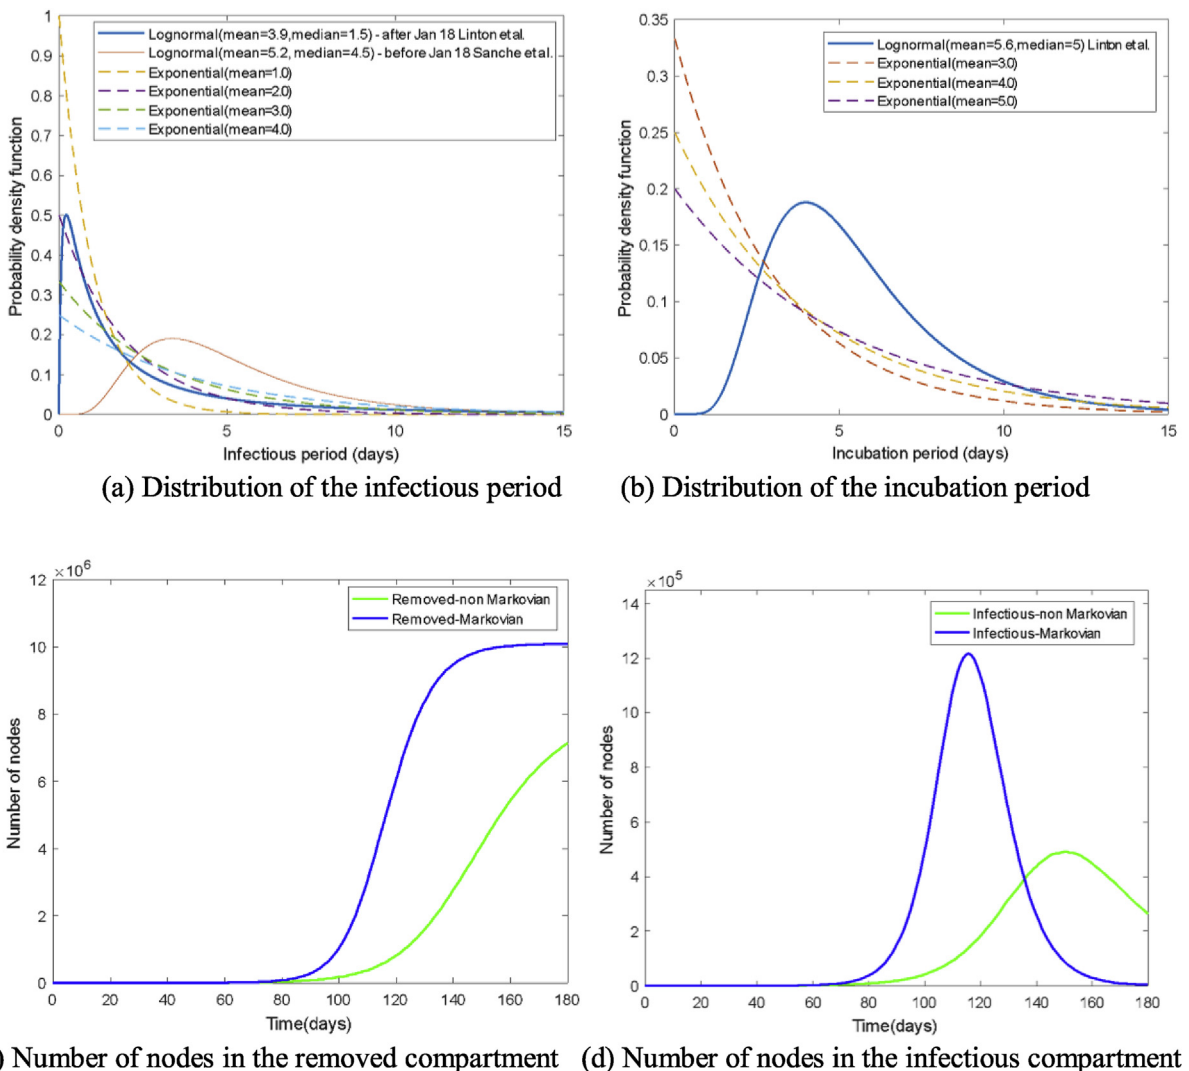 1
0.9
0.8
0.7
0.6
0.5
0.4
0.3
0.2
0.1
0
Probability density function
Lognormal(mean=3.9,median=1.5) - after Jan 18 Linton et al.
Lognormal(mean=5.2, median=4.5) - before Jan 18 Sanche et al.
Exponential(mean=1.0)
Exponential(mean=2.0)
Exponential(mean=3.0)
Exponential(mean=4.0)
0 5 10 15
Infectious period (days)
(a) Distribution of the infectious period
0.35
0.3
0.25
0.2
0.15
0.1
0.05
0
Probability density function
Lognormal(mean=5.6,median=5) Linton et al.
Exponential(mean=3.0)
Exponential(mean=4.0)
Exponential(mean=5.0)
0 5 10 15
Incubation period (days)
(b) Distribution of the incubation period
×10⁶
12
10
8
6
4
2
0
Number of nodes
Removed-non Markovian
Removed-Markovian
0 20 40 60 80 100 120 140 160 180
Time(days)
) Number of nodes in the removed compartment
×10⁵
14
12
10
8
6
4
2
0
Number of nodes
Infectious-non Markovian
Infectious-Markovian
0 20 40 60 80 100 120 140 160 180
Time(days)
(d) Number of nodes in the infectious compartment